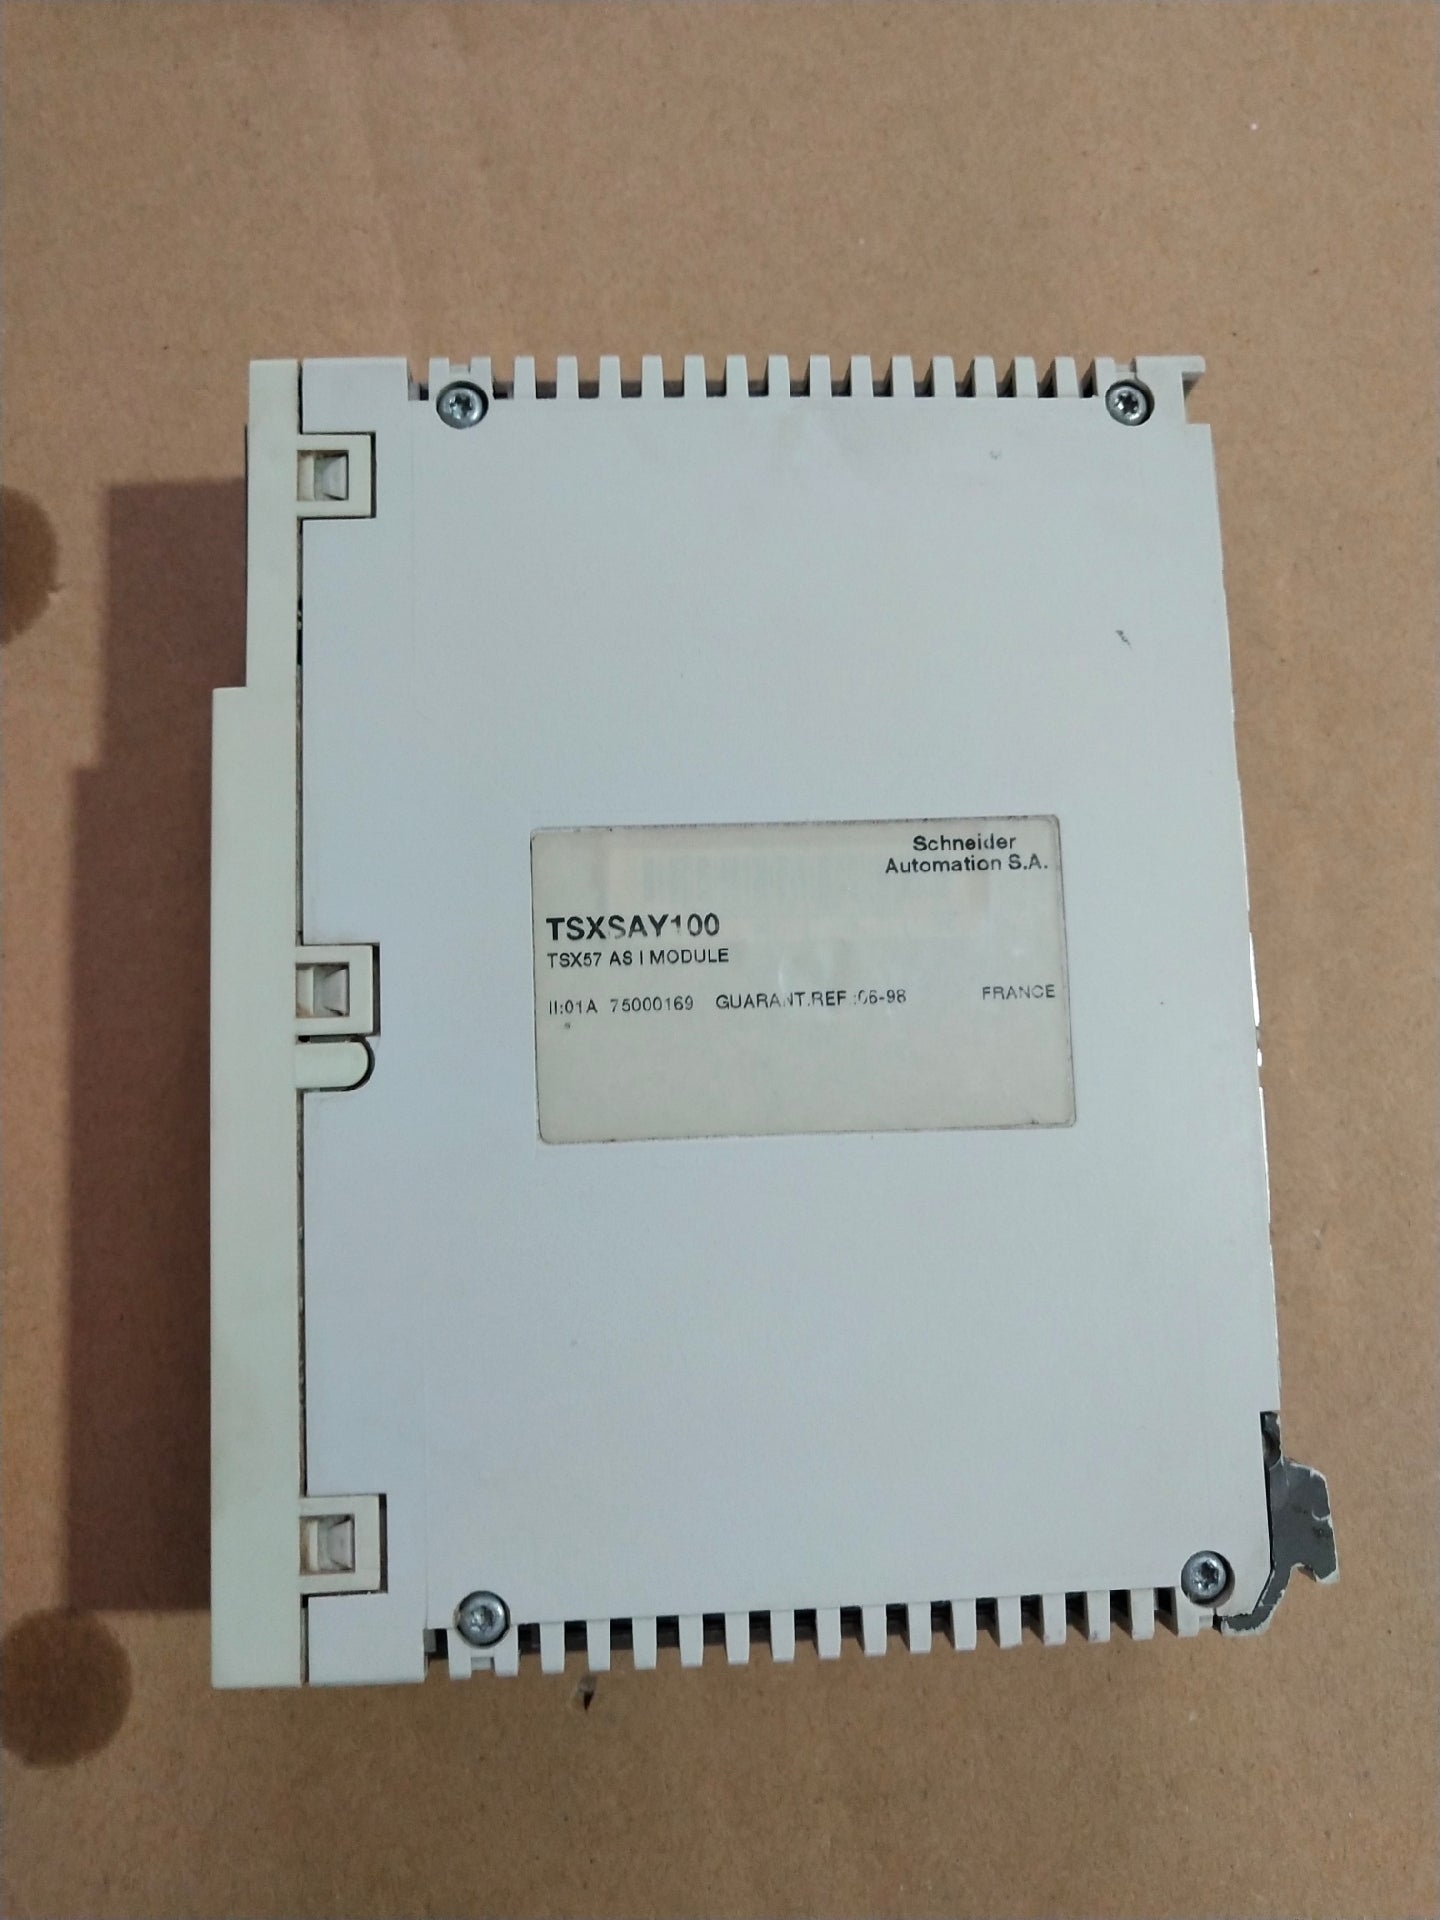 Schneider
Automation S.A.
TSXSAY100
TSX57 AS I MODULE
II:01A 75000169 GUARANT.REF :06-98 FRANCE